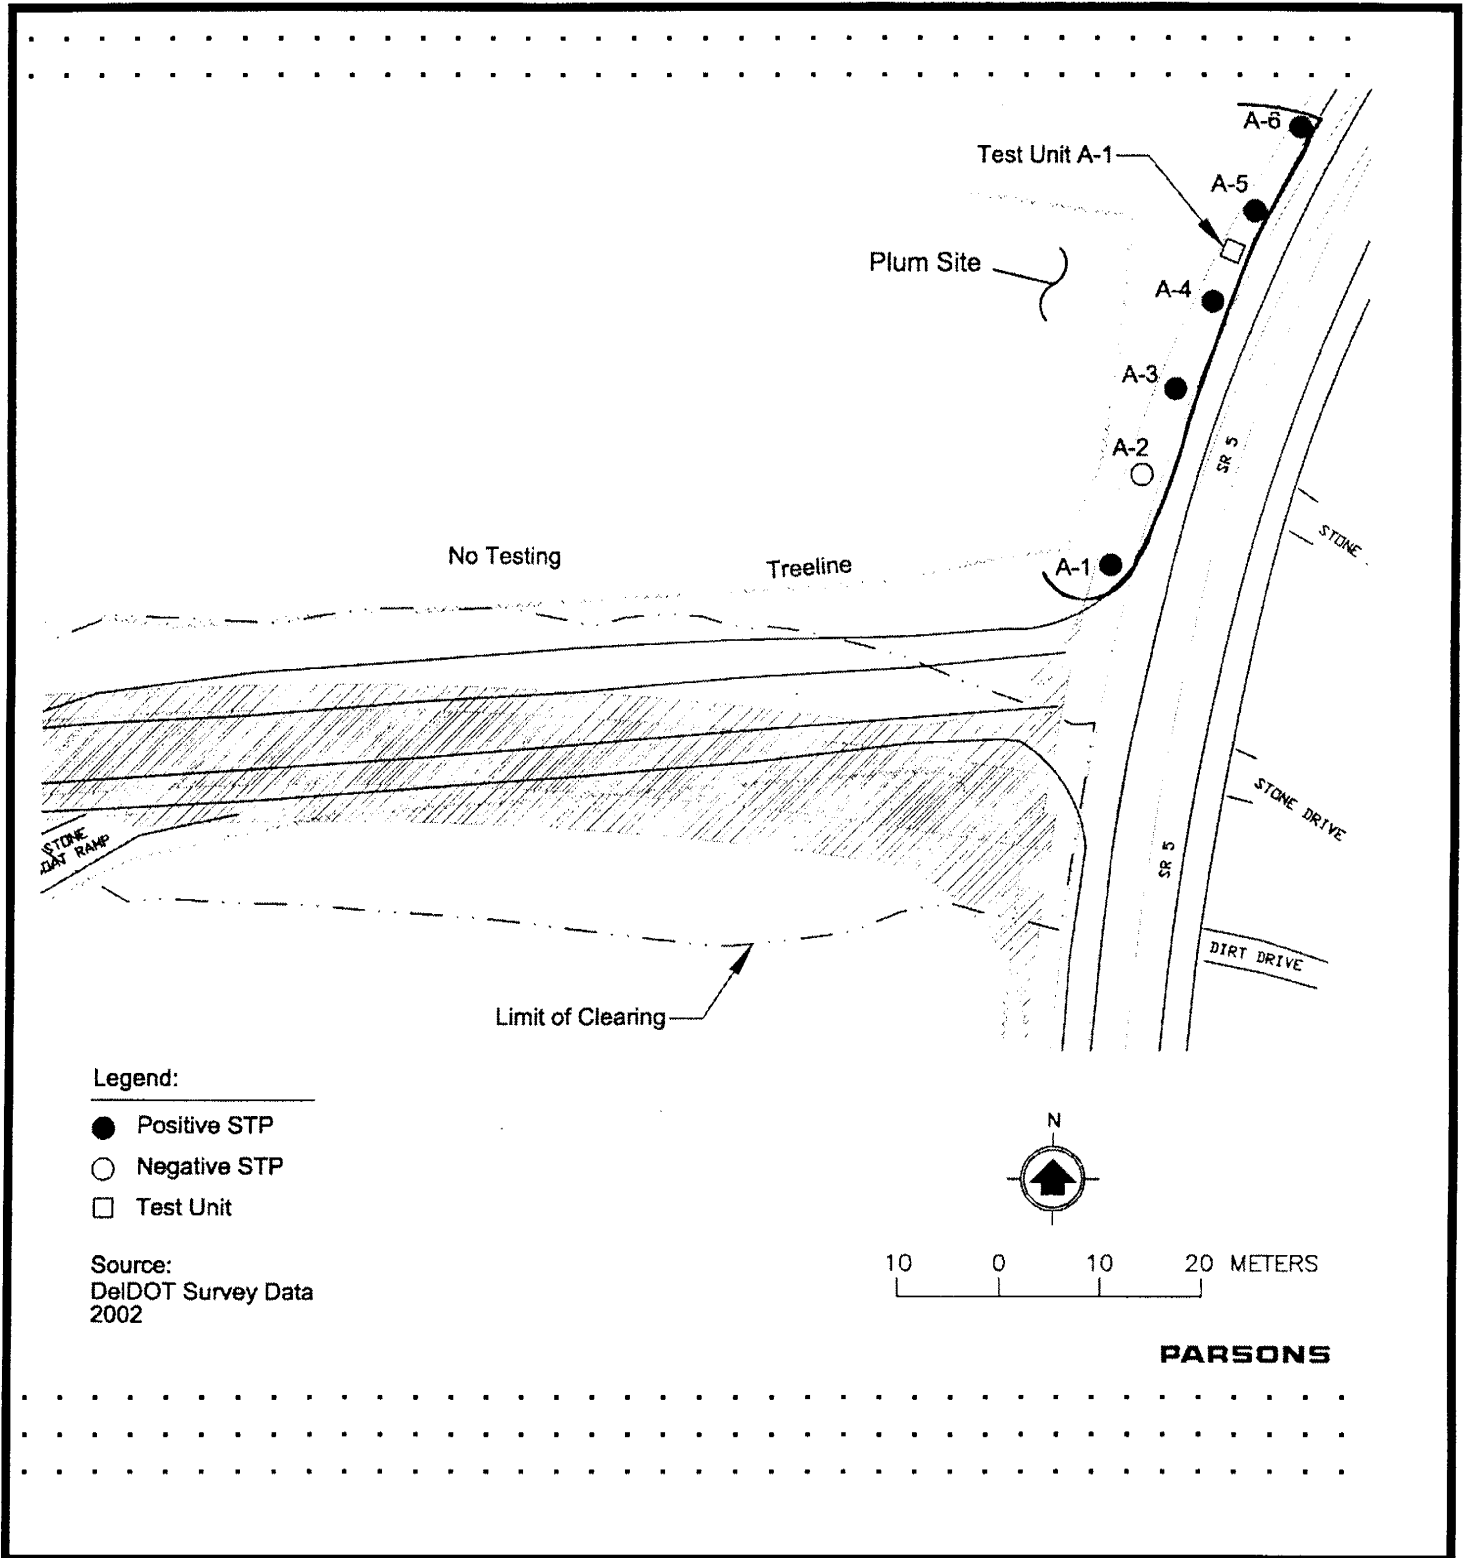 A-6
Test Unit A-1
A-5
Plum Site
A-4
A-3
A-2
SR 5
STONE
No Testing
Treeline
A-1
STONE DRIVE
STONE
SR 5
DIRT DRIVE
Limit of Clearing
Legend:
Positive STP
Negative STP
Test Unit
N
Source:
DelDOT Survey Data
2002
10 0 10 20 METERS
PARSONS